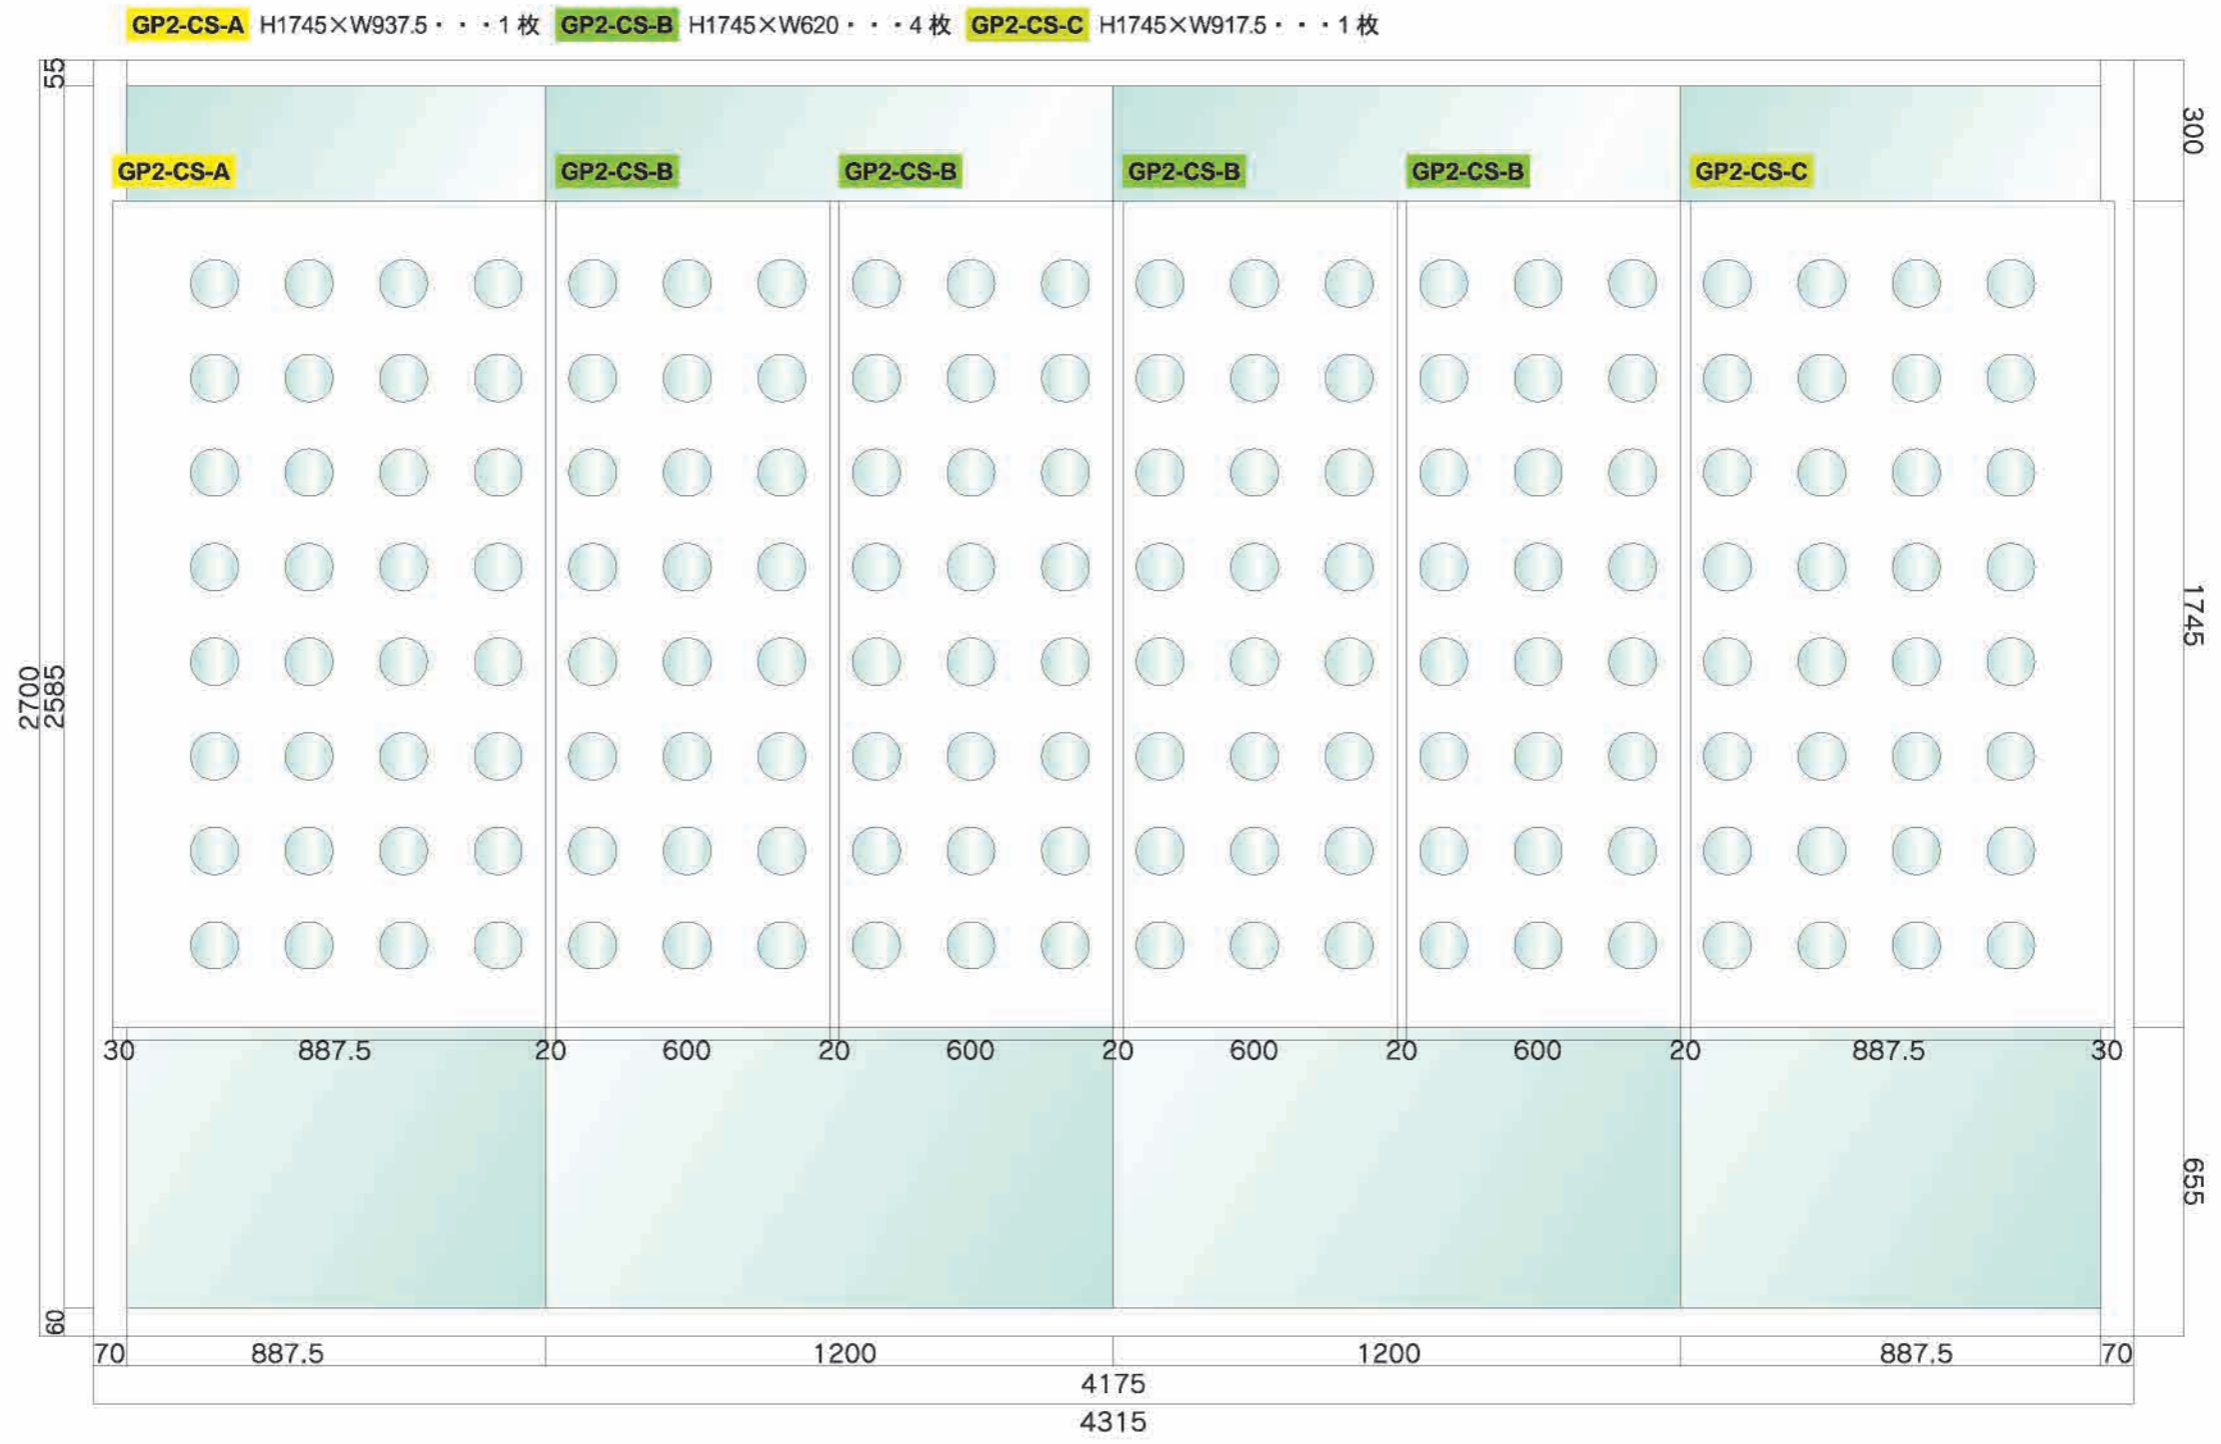 GP2-CS-A H1745×W937.5・・・1枚 GP2-CS-B H1745×W620・・・4枚 GP2-CS-C H1745×W917.5・・・1枚
55
300
GP2-CS-A GP2-CS-B GP2-CS-B GP2-CS-B GP2-CS-B GP2-CS-C
1745
2700
2585
30 887.5 20 600 20 600 20 600 20 600 20 887.5 30
655
60
70 887.5 1200 1200 887.5 70
4175
4315